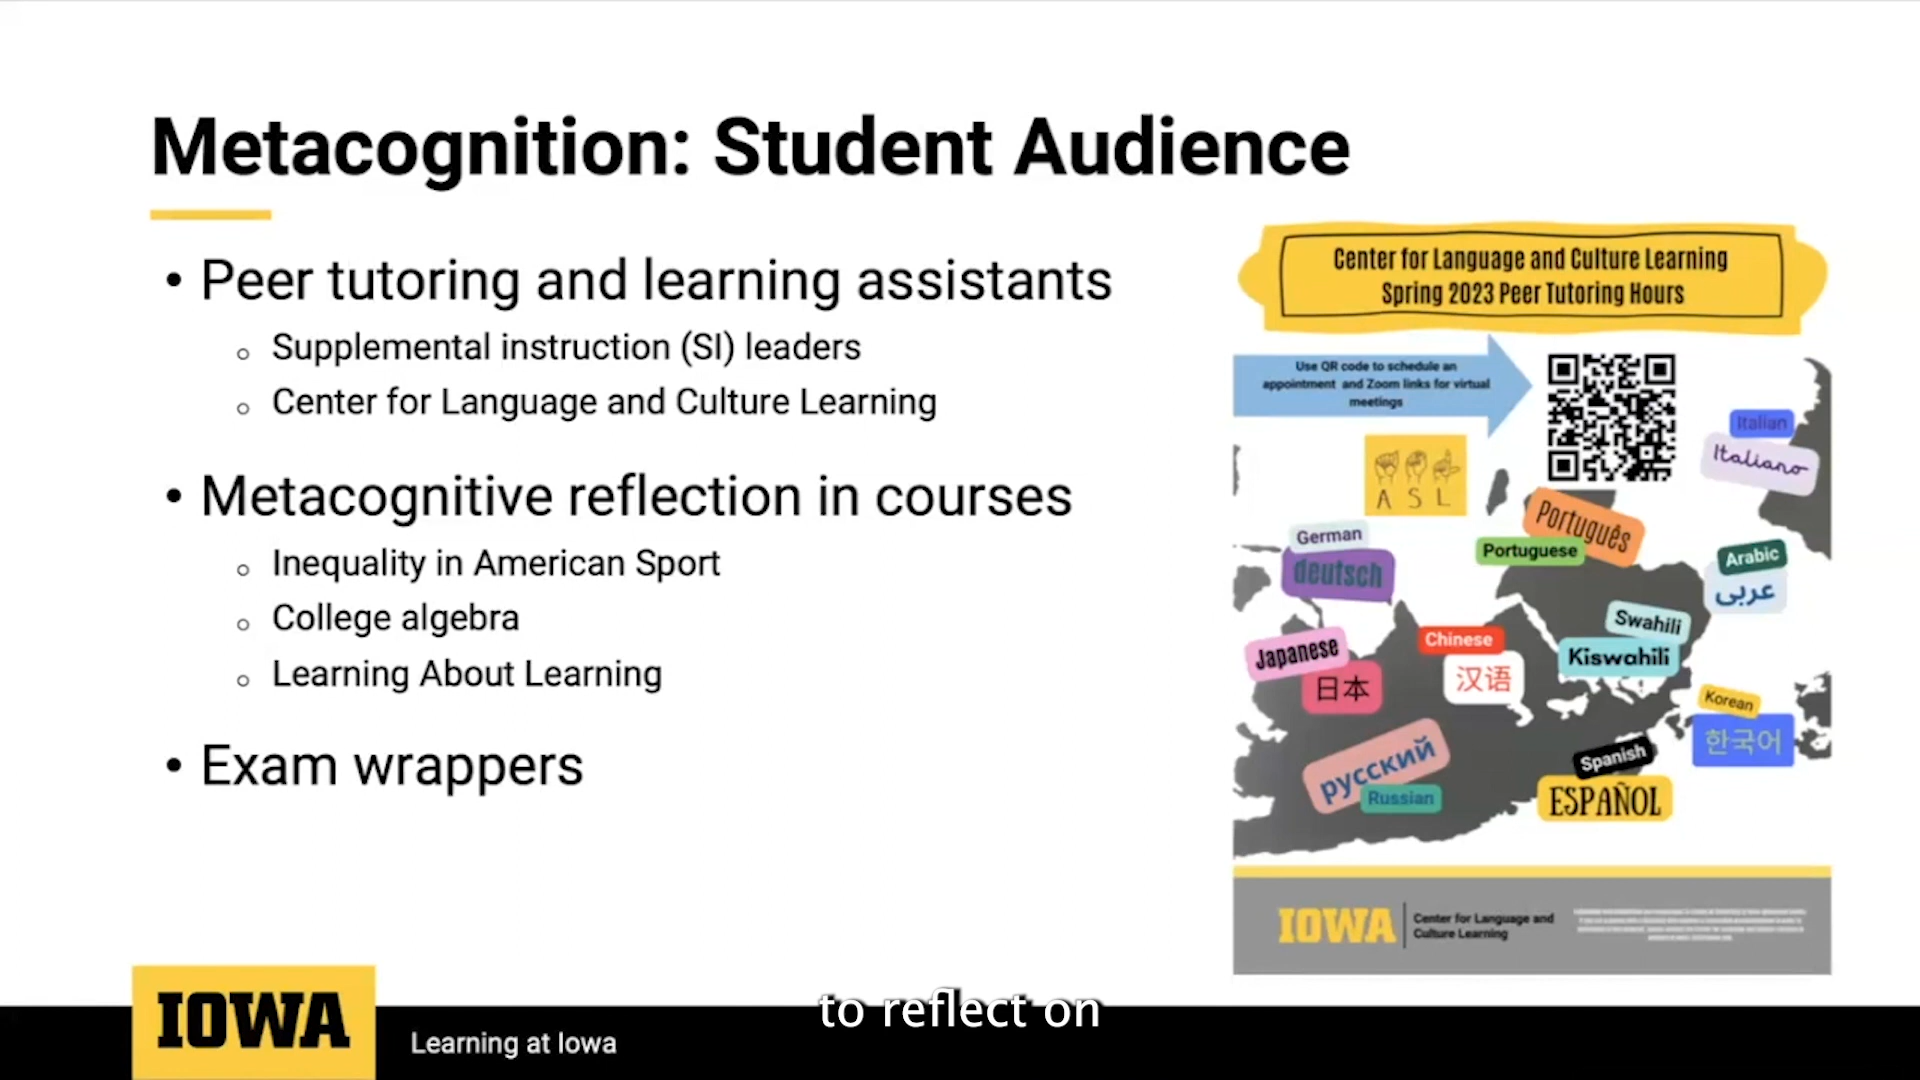 Metacognition: Student Audience
• Peer tutoring and learning assistants
○ Supplemental instruction (SI) leaders
○ Center for Language and Culture Learning
• Metacognitive reflection in courses
○ Inequality in American Sport
○ College algebra
○ Learning About Learning
• Exam wrappers
Center for Language and Culture Learning
Spring 2023 Peer Tutoring Hours
Use QR code to schedule an
appointment and Zoom links for virtual
meetings
Italian
Italiano
A S L
Português
Portuguese
German
deutsch
Arabic
عربى
Swahili
Kiswahili
Japanese
日本
Chinese
汉语
Korean
한국어
русский
Russian
Spanish
ESPAÑOL
IOWA
Center for Language and
Culture Learning
to reflect on
IOWA
Learning at Iowa